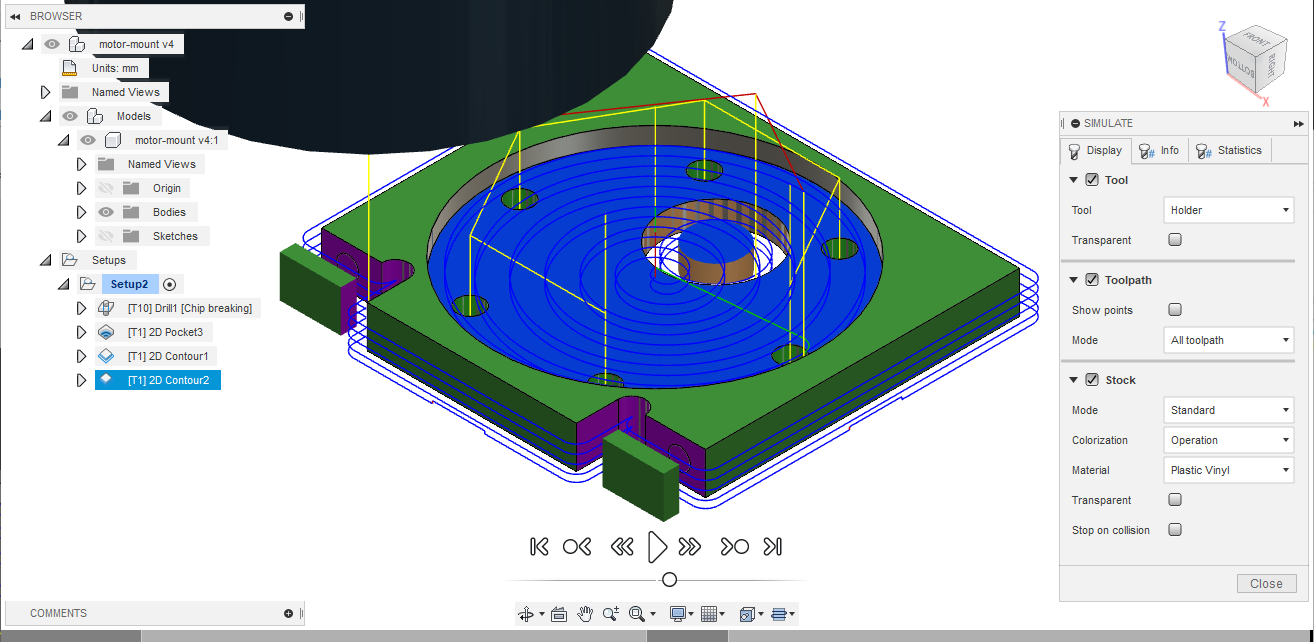 BROWSER
motor-mount v4
Units: mm
Named Views
Models
motor-mount v4:1
Named Views
Origin
Bodies
Sketches
Setups
Setup2
[T10] Drill1 [Chip breaking]
[T1] 2D Pocket3
[T1] 2D Contour1
[T1] 2D Contour2
COMMENTS
Z
FRONT
BOTTOM
RIGHT
X
SIMULATE
Display
Info
Statistics
Tool
Tool
Holder
Transparent
Toolpath
Show points
Mode
All toolpath
Stock
Mode
Standard
Colorization
Operation
Material
Plastic Vinyl
Transparent
Stop on collision
Close